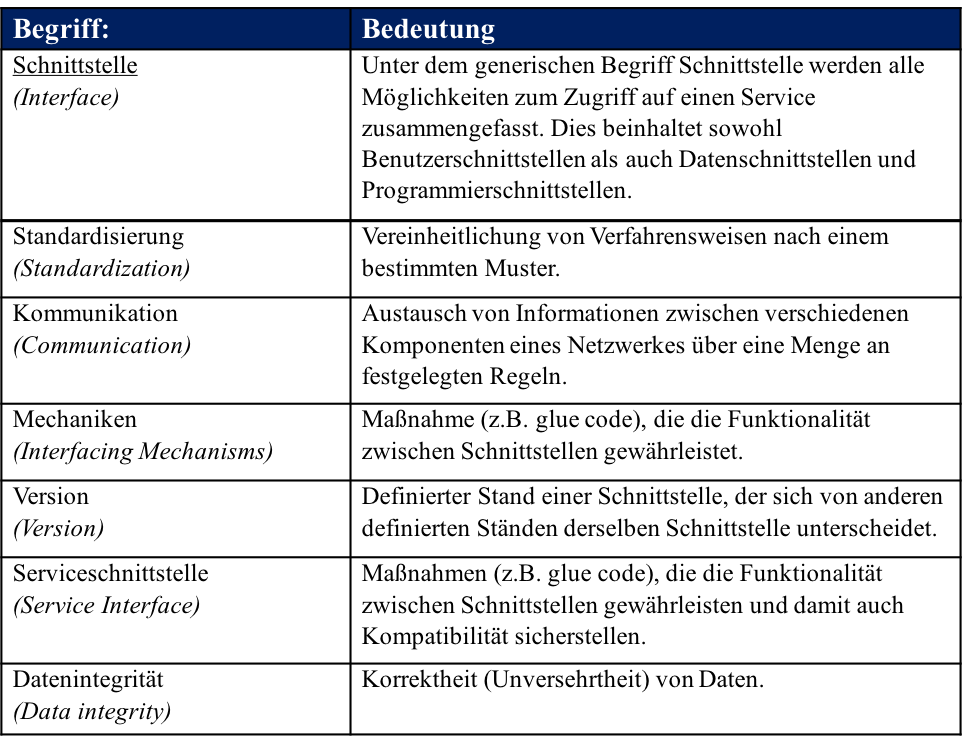 Begriff:
Bedeutung
Schnittstelle
(Interface)
Unter dem generischen Begriff Schnittstelle werden alle
Möglichkeiten zum Zugriff auf einen Service
zusammengefasst. Dies beinhaltet sowohl
Benutzerschnittstellen als auch Datenschnittstellen und
Programmierschnittstellen.
Standardisierung
(Standardization)
Vereinheitlichung von Verfahrensweisen nach einem
bestimmten Muster.
Kommunikation
(Communication)
Austausch von Informationen zwischen verschiedenen
Komponenten eines Netzwerkes über eine Menge an
festgelegten Regeln.
Mechaniken
(Interfacing Mechanisms)
Maßnahme (z.B. glue code), die die Funktionalität
zwischen Schnittstellen gewährleistet.
Version
(Version)
Definierter Stand einer Schnittstelle, der sich von anderen
definierten Ständen derselben Schnittstelle unterscheidet.
Serviceschnittstelle
(Service Interface)
Maßnahmen (z.B. glue code), die die Funktionalität
zwischen Schnittstellen gewährleisten und damit auch
Kompatibilität sicherstellen.
Datenintegrität
(Data integrity)
Korrektheit (Unversehrtheit) von Daten.